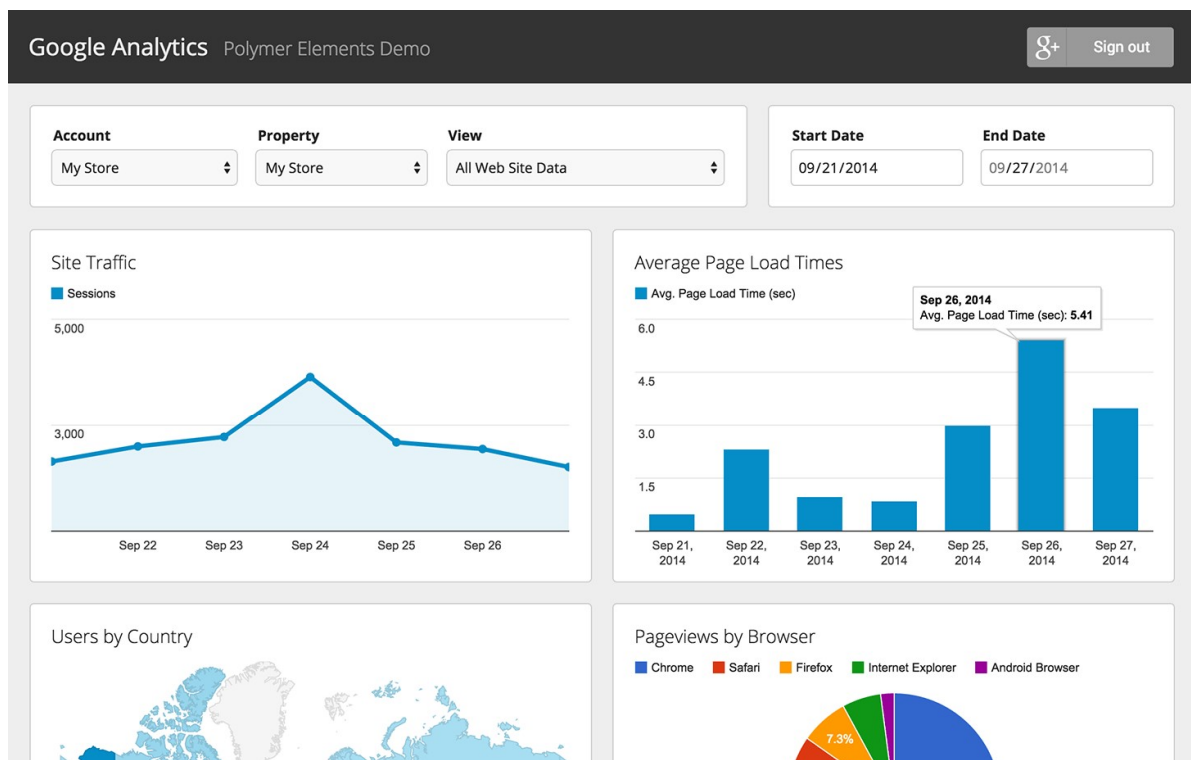 Google Analytics Polymer Elements Demo
g+ Sign out
Account Property View
My Store My Store All Web Site Data
Start Date End Date
09/21/2014 09/27/2014
Site Traffic
Sessions
5,000
3,000
Sep 22 Sep 23 Sep 24 Sep 25 Sep 26
Average Page Load Times
Avg. Page Load Time (sec)
Sep 26, 2014
Avg. Page Load Time (sec): 5.41
6.0
4.5
3.0
1.5
Sep 21, Sep 22, Sep 23, Sep 24, Sep 25, Sep 26, Sep 27,
2014 2014 2014 2014 2014 2014 2014
Users by Country
Pageviews by Browser
Chrome Safari Firefox Internet Explorer Android Browser
7.3%